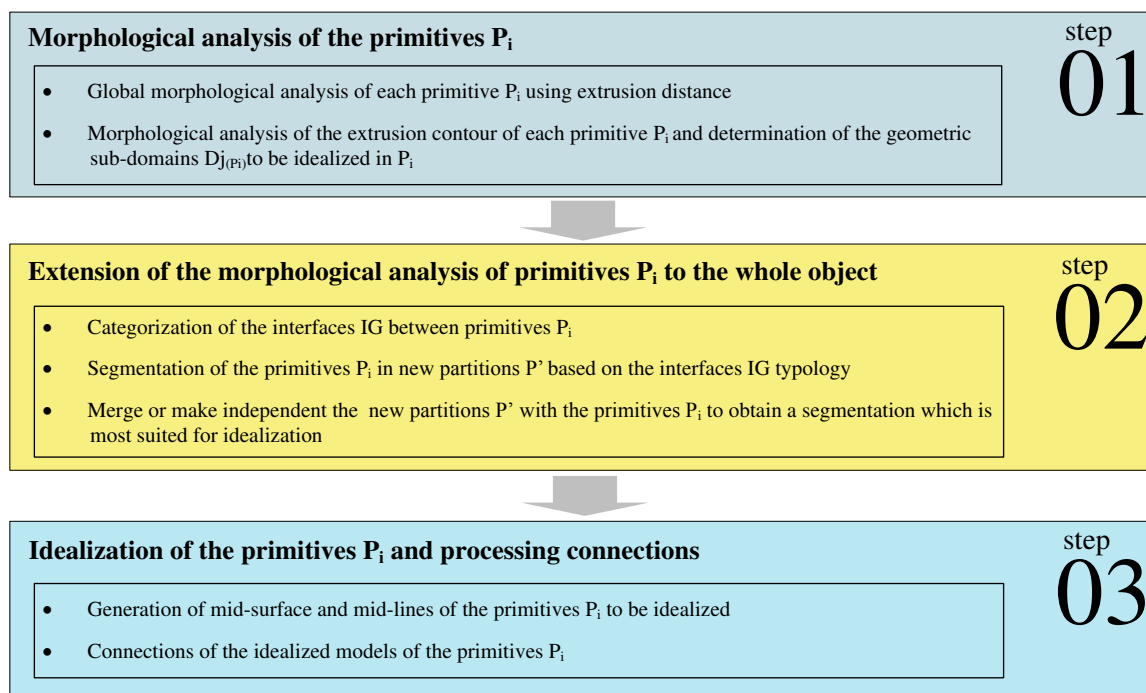 Morphological analysis of the primitives Pi
step
01
• Global morphological analysis of each primitive Pi using extrusion distance
• Morphological analysis of the extrusion contour of each primitive Pi and determination of the geometric
sub-domains Dj(Pi)to be idealized in Pi
Extension of the morphological analysis of primitives Pi to the whole object
step
02
• Categorization of the interfaces IG between primitives Pi
• Segmentation of the primitives Pi in new partitions P’ based on the interfaces IG typology
• Merge or make independent the new partitions P’ with the primitives Pi to obtain a segmentation which is
most suited for idealization
Idealization of the primitives Pi and processing connections
step
03
• Generation of mid-surface and mid-lines of the primitives Pi to be idealized
• Connections of the idealized models of the primitives Pi